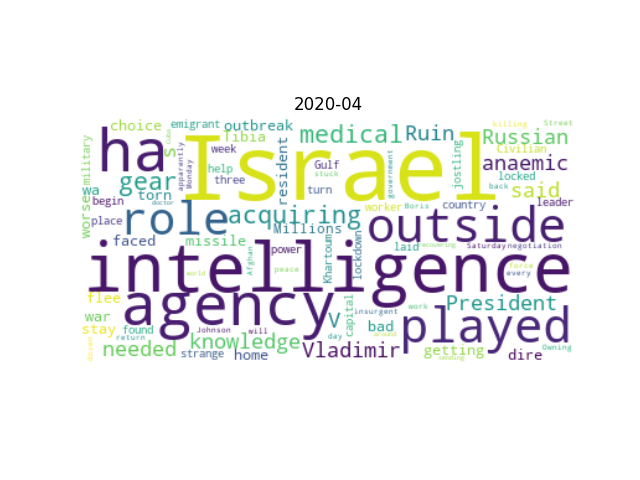 2020-04
choice emigrant outbreak medical Ruin killing Street Russian
ha s apparently Monday Cuba Israel Tibia week resident Gulf jostling Civilian anaemic
military gear help three stuck government locked back
wa torn turn said
worse begin role acquiring worker Boris country outside leader
place Millions laid
faced missile power Khartoum lockdown recovering Saturday negotiation
intelligence
Afghan peace world force every
flee agency insurgent work President
war V capital played
stay found Johnson will day bad around
doctor return needed knowledge Vladimir getting Owning
strange home sending dire